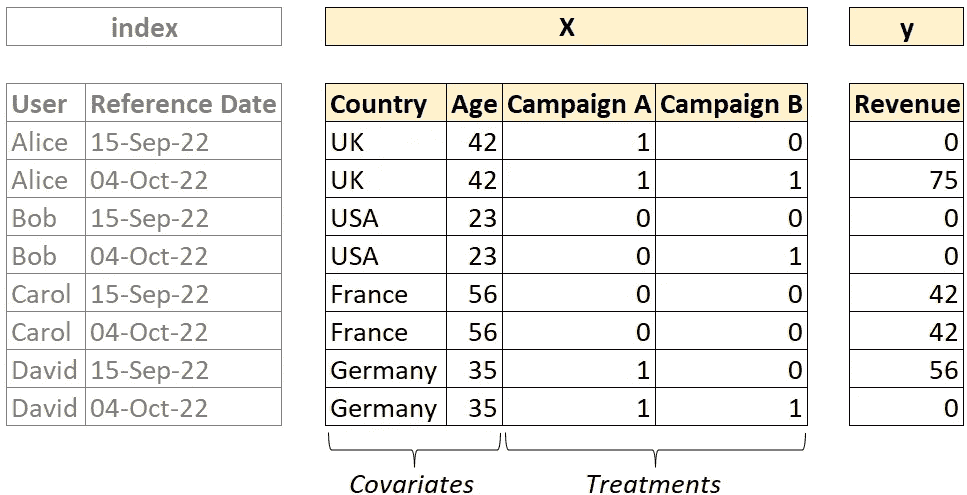 index X y
User Reference Date Country Age Campaign A Campaign B Revenue
Alice 15-Sep-22 UK 42 1 0 0
Alice 04-Oct-22 UK 42 1 1 75
Bob 15-Sep-22 USA 23 0 0 0
Bob 04-Oct-22 USA 23 0 1 0
Carol 15-Sep-22 France 56 0 0 42
Carol 04-Oct-22 France 56 0 0 42
David 15-Sep-22 Germany 35 1 0 56
David 04-Oct-22 Germany 35 1 1 0
Covariates Treatments